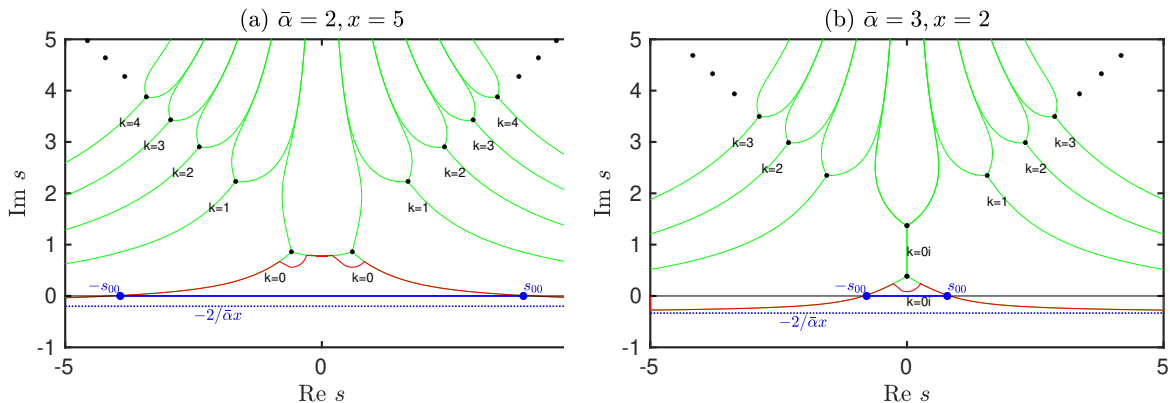 (a) ᾱ = 2, x = 5
5
4
3
2
1
0
-1
Im s
k=4
k=3
k=2
k=1
k=0
k=0
k=4
k=3
k=2
k=1
−s₀₀
s₀₀
−2/ᾱx
-5
0
Re s
(b) ᾱ = 3, x = 2
5
4
3
2
1
0
-1
Im s
k=3
k=2
k=3
k=2
k=1
k=0i
k=0i
−s₀₀
s₀₀
−2/ᾱx
-5
0
5
Re s